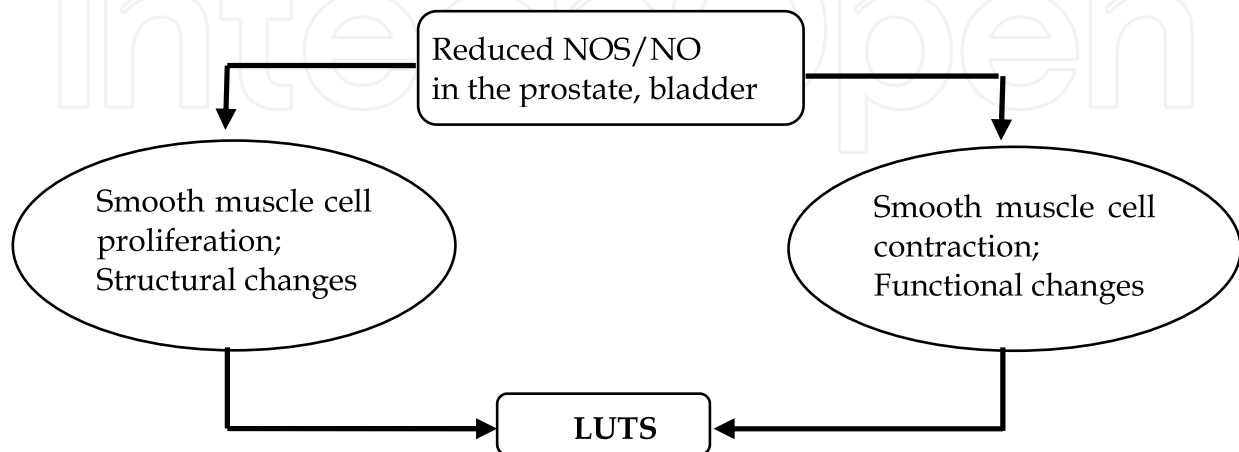 IntechOpen
Reduced NOS/NO
in the prostate, bladder
Smooth muscle cell
proliferation;
Structural changes
Smooth muscle cell
contraction;
Functional changes
LUTS